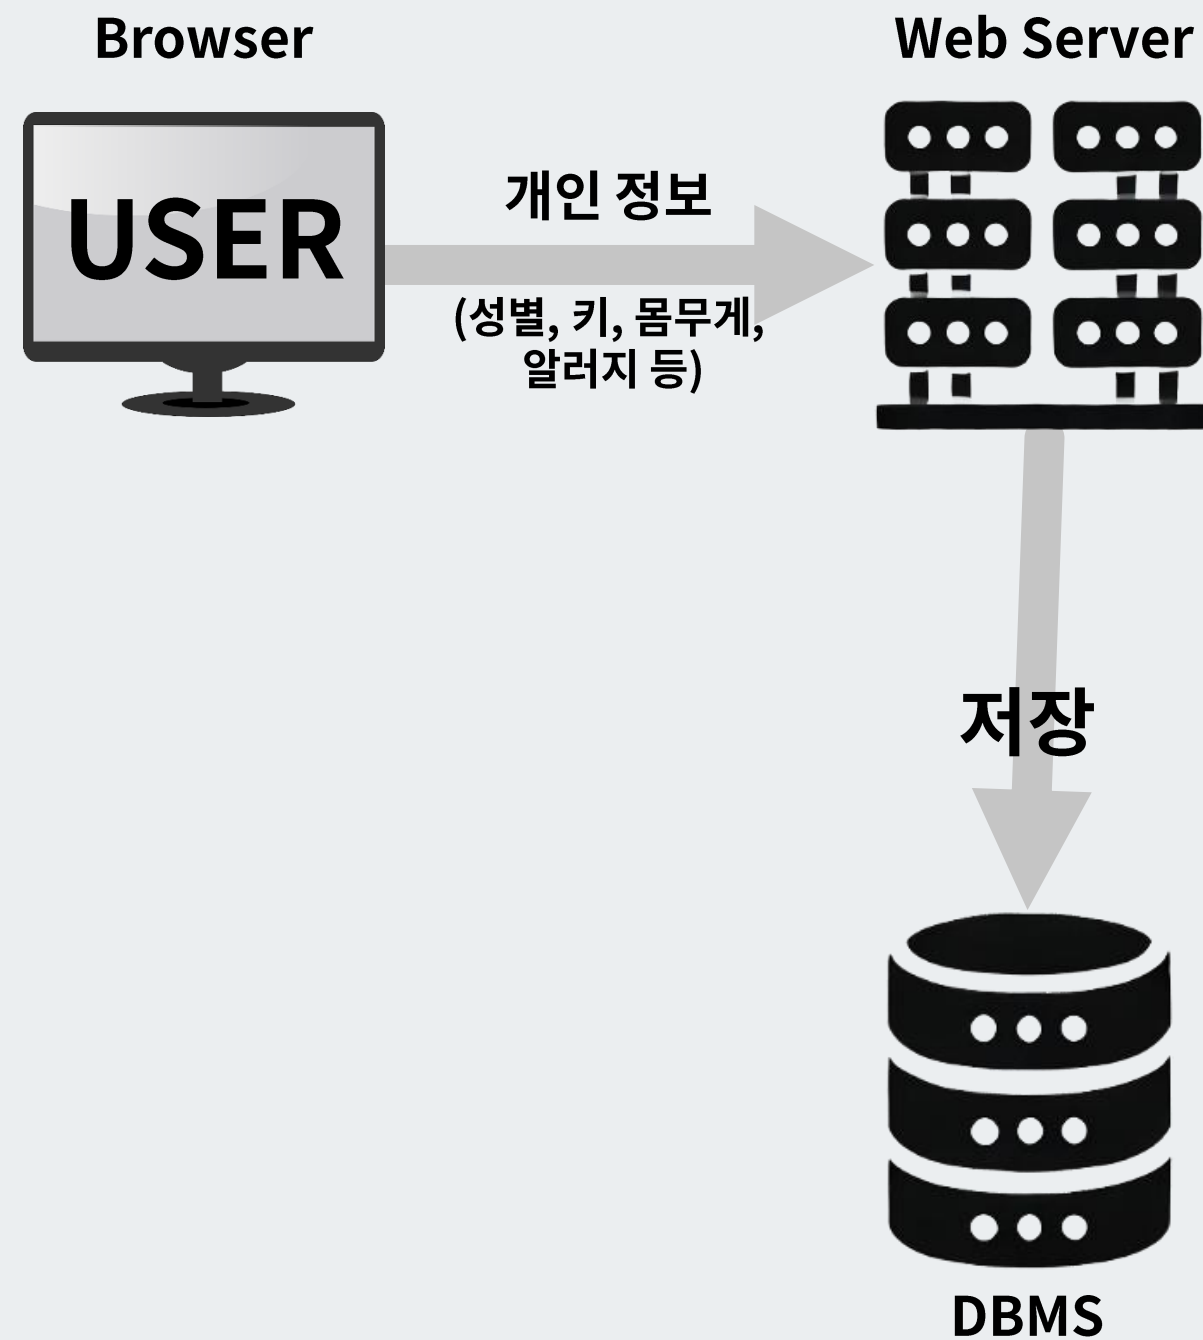 Browser
Web Server
USER
개인 정보
(성별, 키, 몸무게,
알러지 등)
저장
DBMS